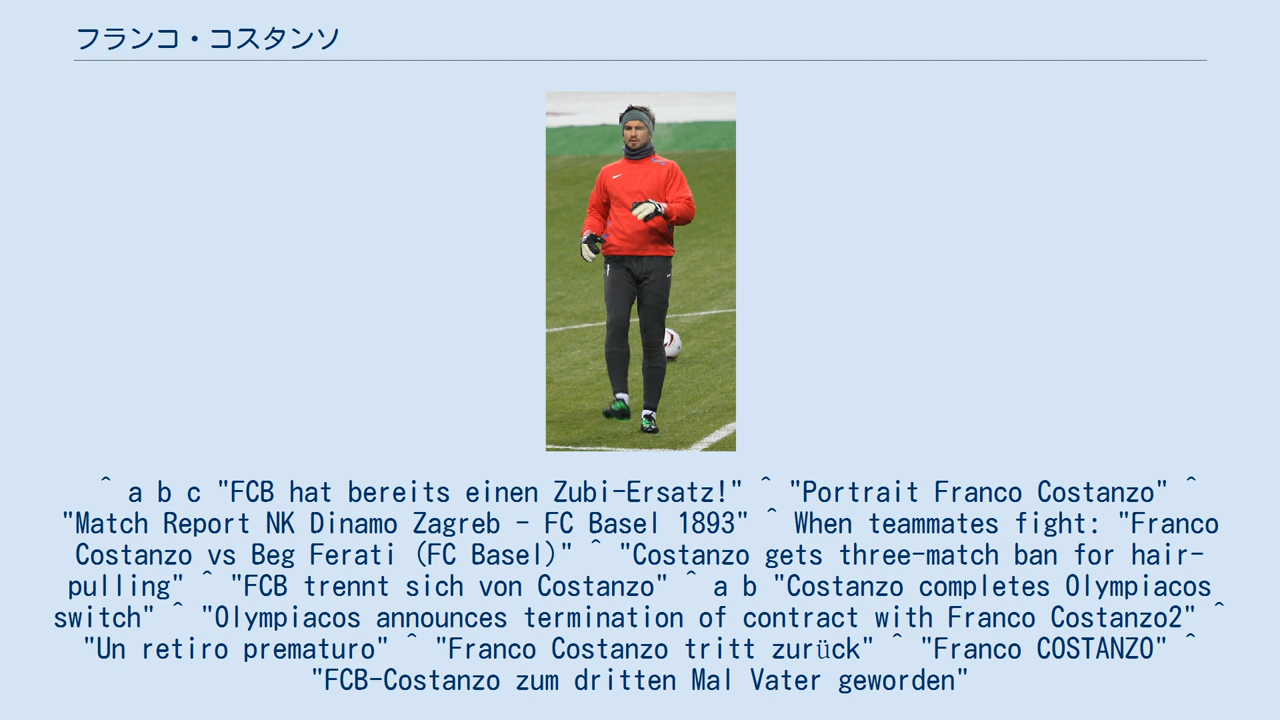 フランコ・コスタンソ
^ a b c "FCB hat bereits einen Zubi-Ersatz!" ^ "Portrait Franco Costanzo" ^
"Match Report NK Dinamo Zagreb - FC Basel 1893" ^ When teammates fight: "Franco
Costanzo vs Beg Ferati (FC Basel)" ^ "Costanzo gets three-match ban for hair-
pulling" ^ "FCB trennt sich von Costanzo" ^ a b "Costanzo completes Olympiacos
switch" ^ "Olympiacos announces termination of contract with Franco Costanzo2" ^
"Un retiro prematuro" ^ "Franco Costanzo tritt zurück" ^ "Franco COSTANZO" ^
"FCB-Costanzo zum dritten Mal Vater geworden"